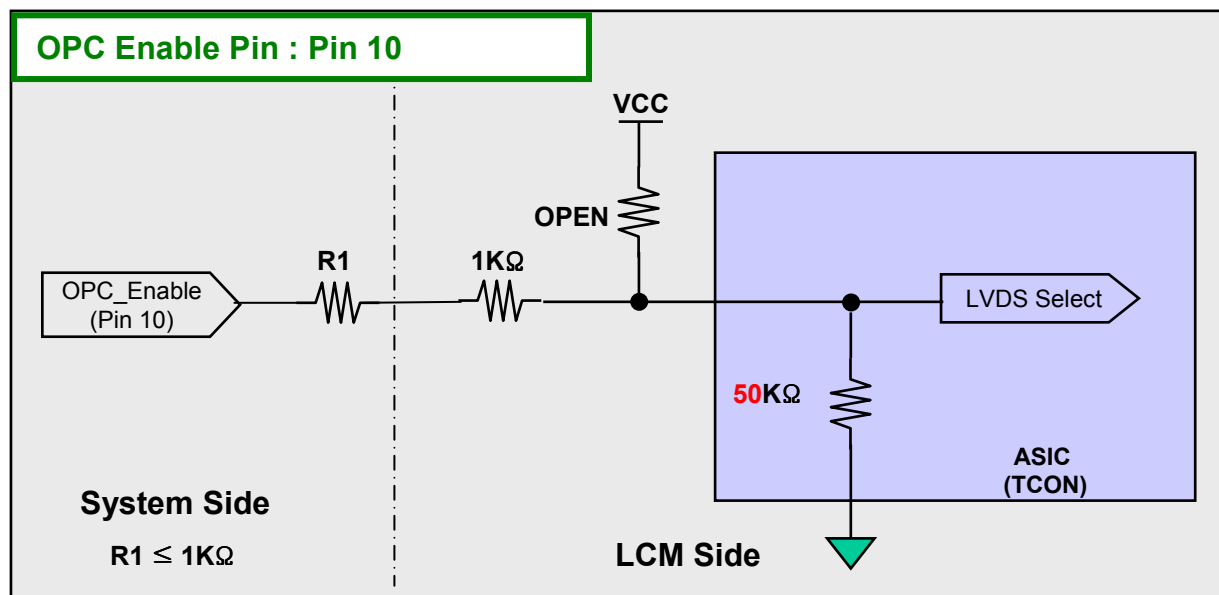 OPC Enable Pin : Pin 10
VCC
OPEN
R1
1KΩ
OPC_Enable
(Pin 10)
LVDS Select
50KΩ
ASIC
(TCON)
System Side
R1 ≤ 1KΩ
LCM Side